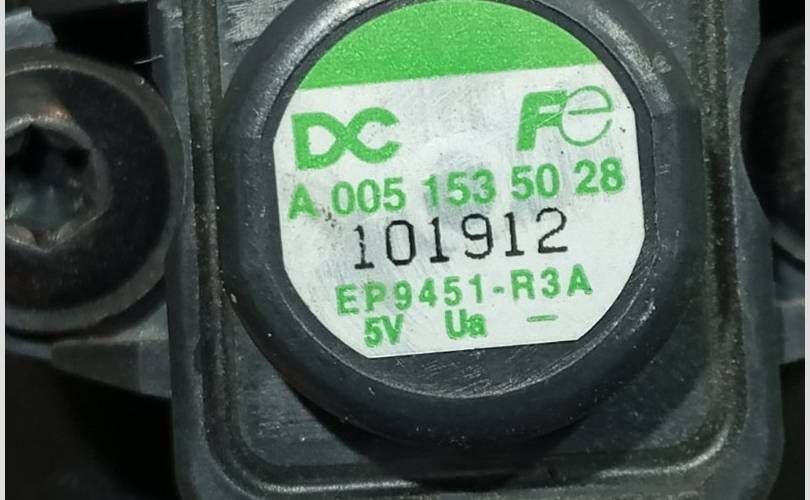 DC Fe
A 005 153 50 28
101912
EP9451-R3A
5V Ua —